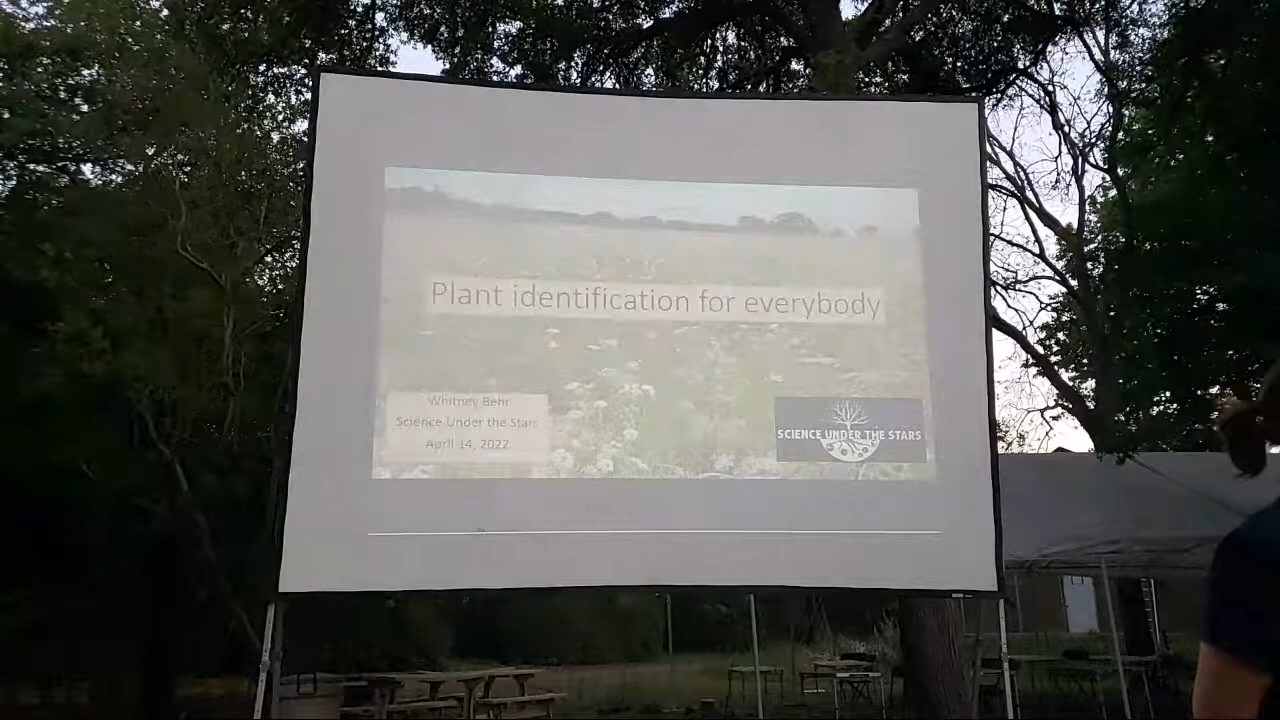 Plant identification for everybody
Whitney Behr
Science Under the Stars
April 14, 2022
SCIENCE UNDER THE STARS